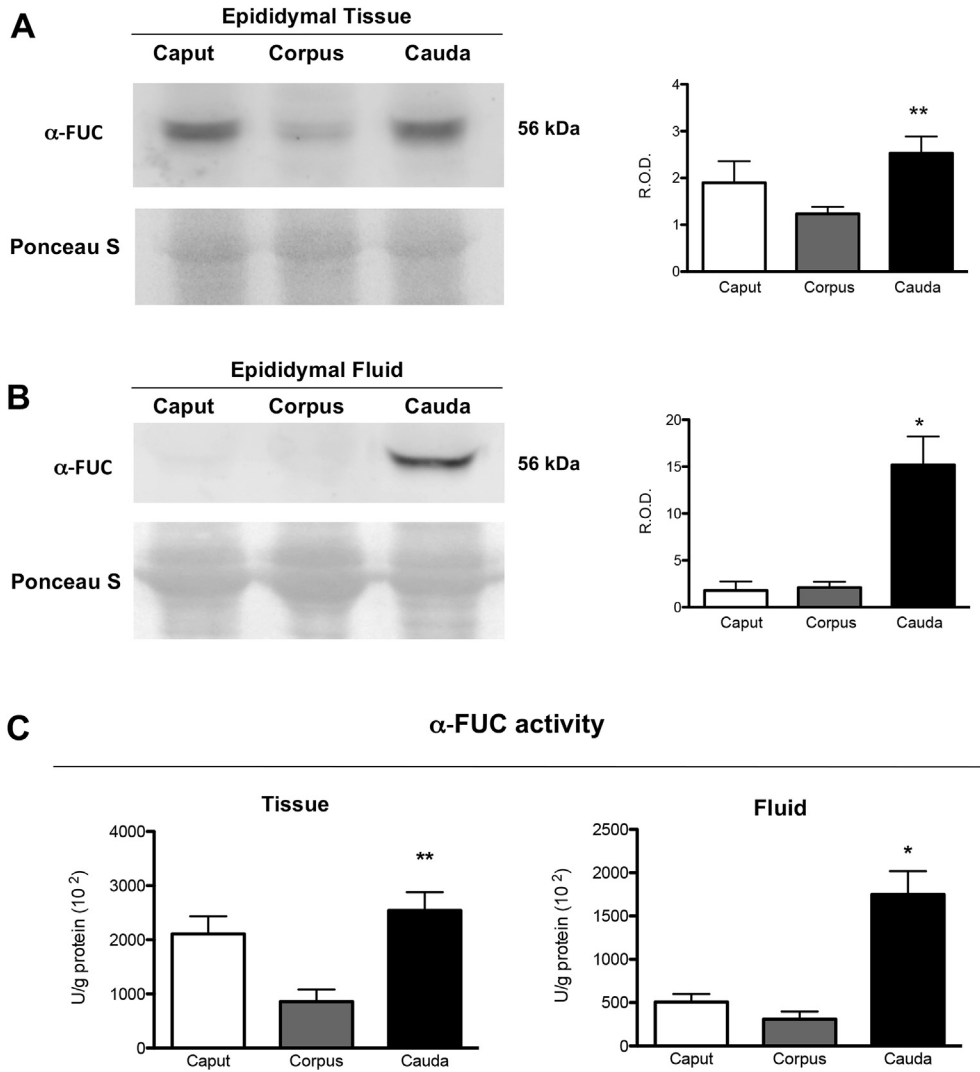 A
Epididymal Tissue
Caput Corpus Cauda
α-FUC
56 kDa
Ponceau S
R.O.D.
4
3
2
1
0
**
Caput Corpus Cauda
B
Epididymal Fluid
Caput Corpus Cauda
α-FUC
56 kDa
Ponceau S
R.O.D.
20
15
10
5
0
*
Caput Corpus Cauda
C
α-FUC activity
Tissue
U/g protein (10 2)
4000
3000
2000
1000
0
**
Caput Corpus Cauda
Fluid
U/g protein (10 2)
2500
2000
1500
1000
500
0
*
Caput Corpus Cauda